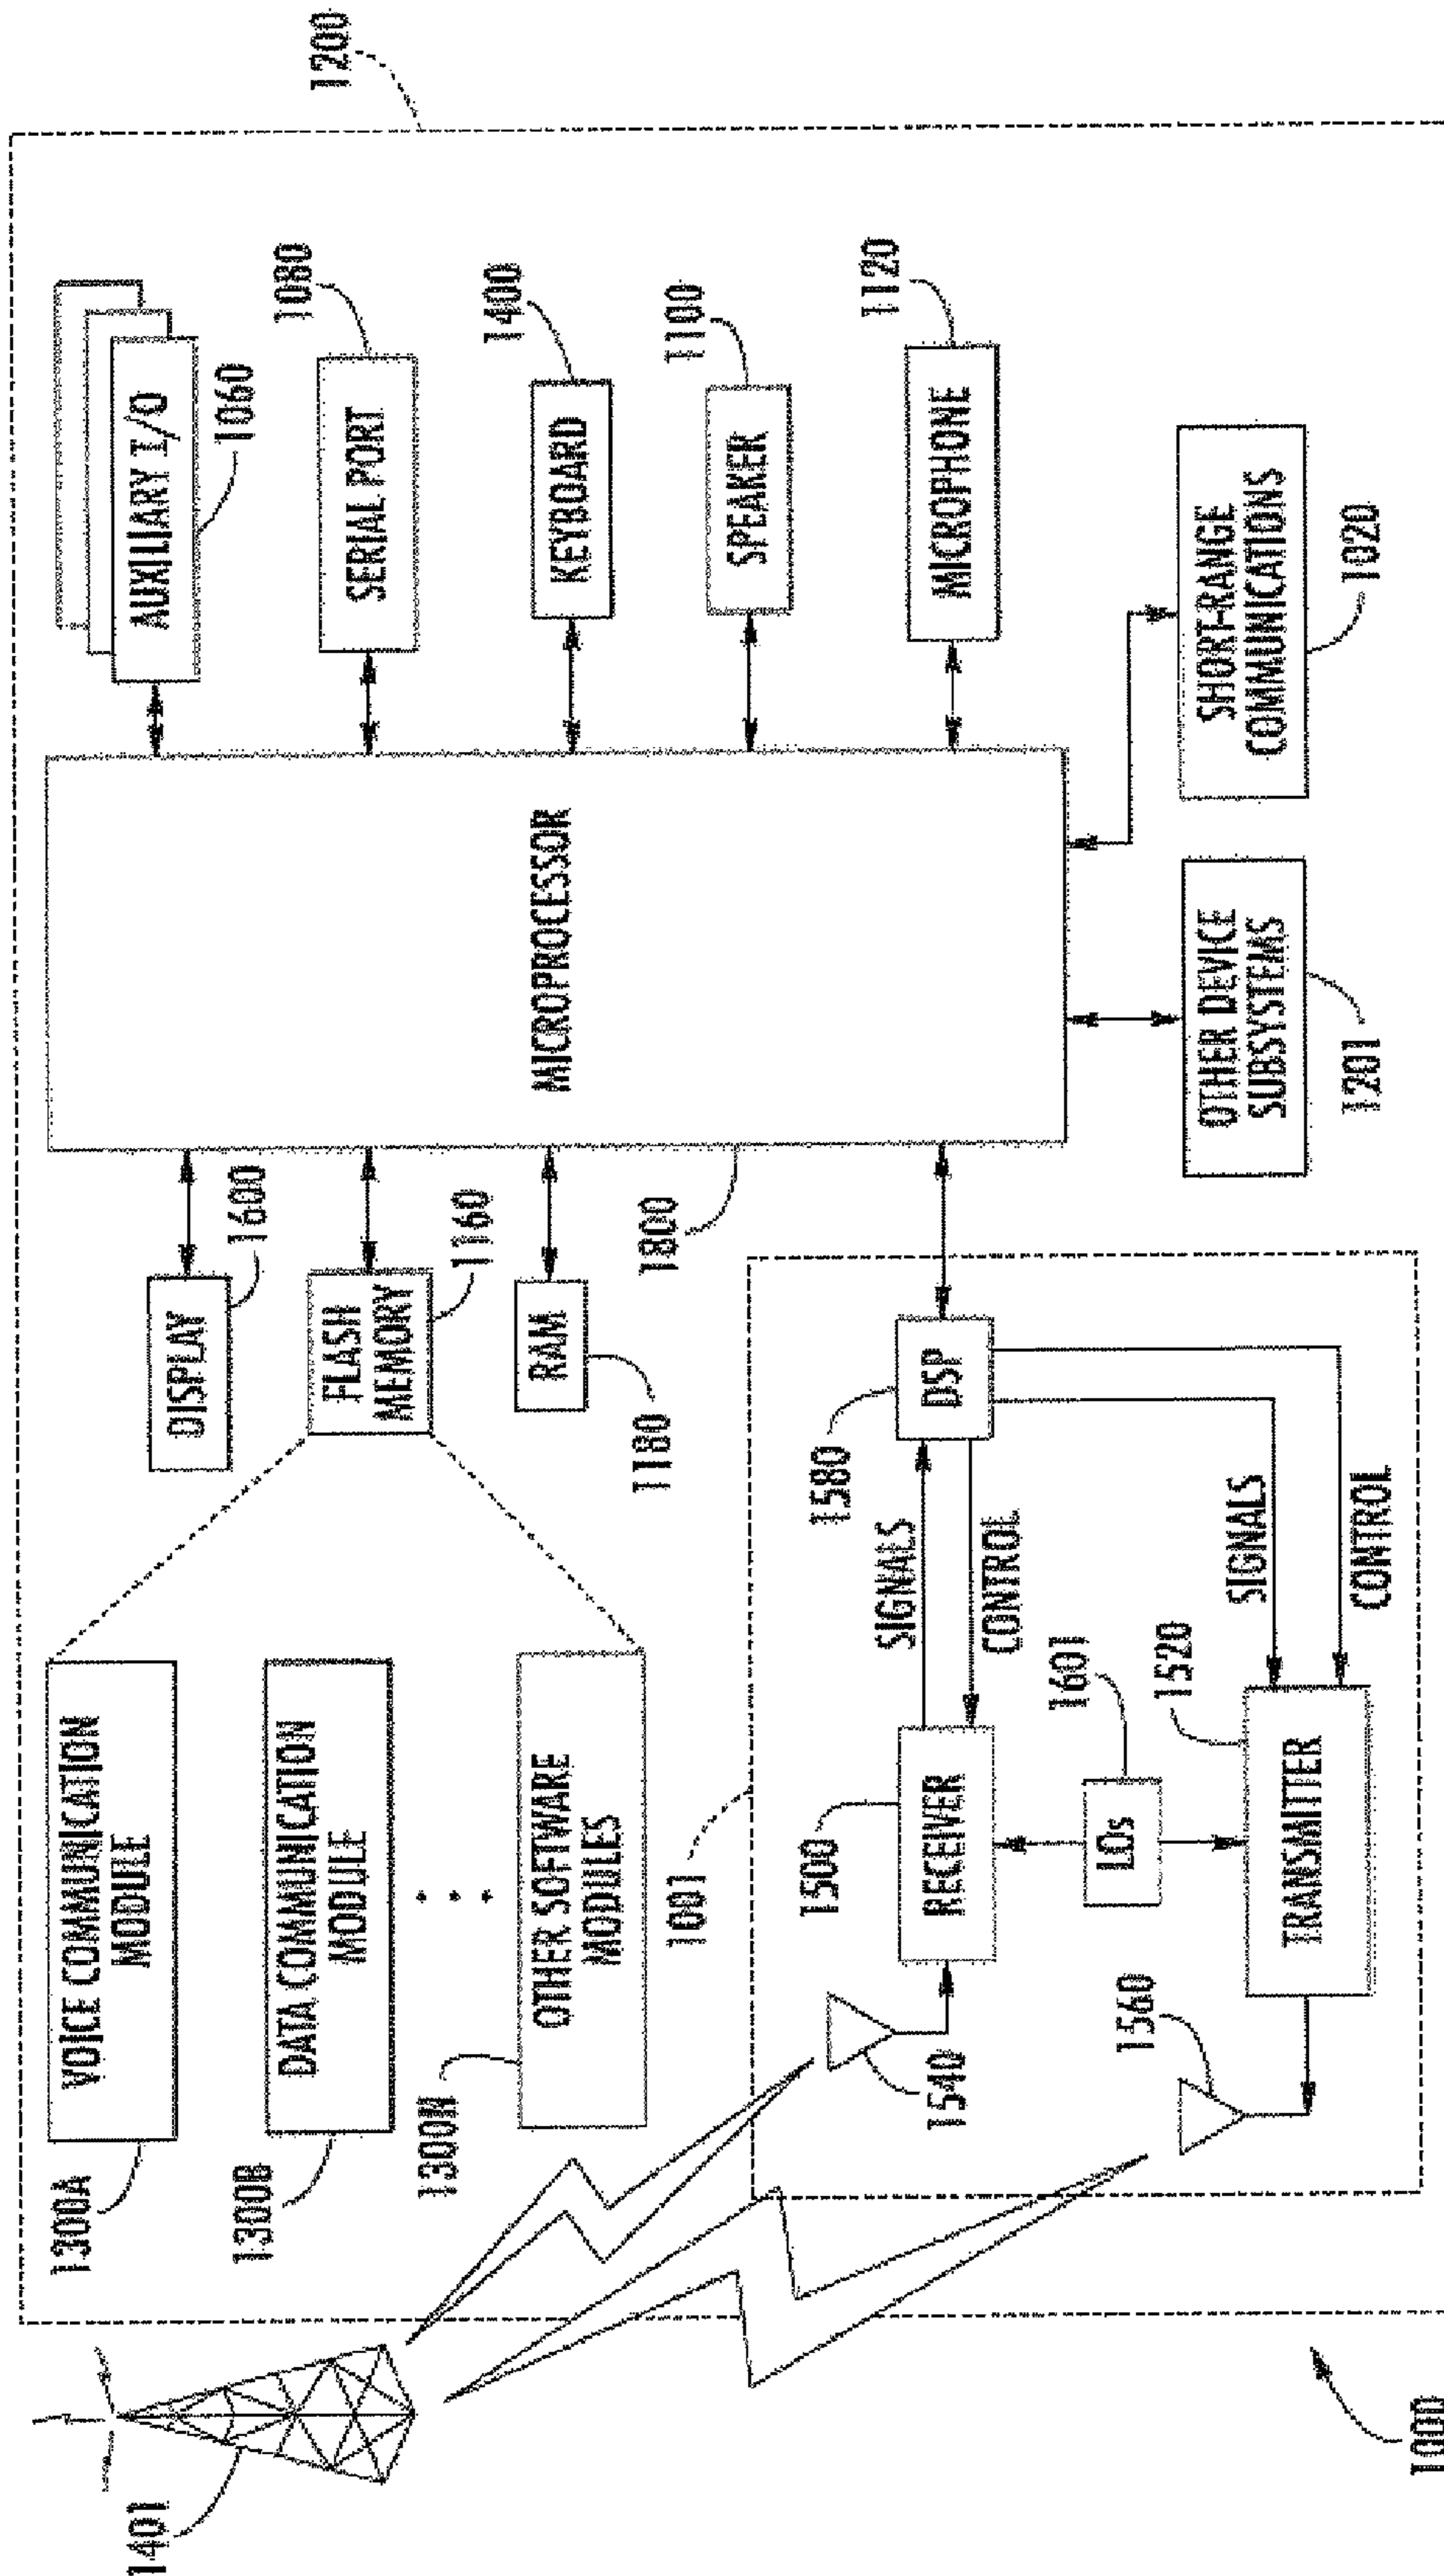 1200
AUXILIARY I/O
1060
SERIAL PORT
1080
KEYBOARD
1400
SPEAKER
1100
MICROPHONE
1120
SHORT-RANGE
COMMUNICATIONS
1020
MICROPROCESSOR
1800
OTHER DEVICE
SUBSYSTEMS
1201
DISPLAY
1600
FLASH
MEMORY
1160
RAM
1180
VOICE COMMUNICATION
MODULE
1300A
DATA COMMUNICATION
MODULE
1300B
OTHER SOFTWARE
MODULES
1300N
1001
DSP
1580
SIGNALS
CONTROL
SIGNALS
CONTROL
RECEIVER
1500
LOs
1601
TRANSMITTER
1520
1540
1560
1401
1000